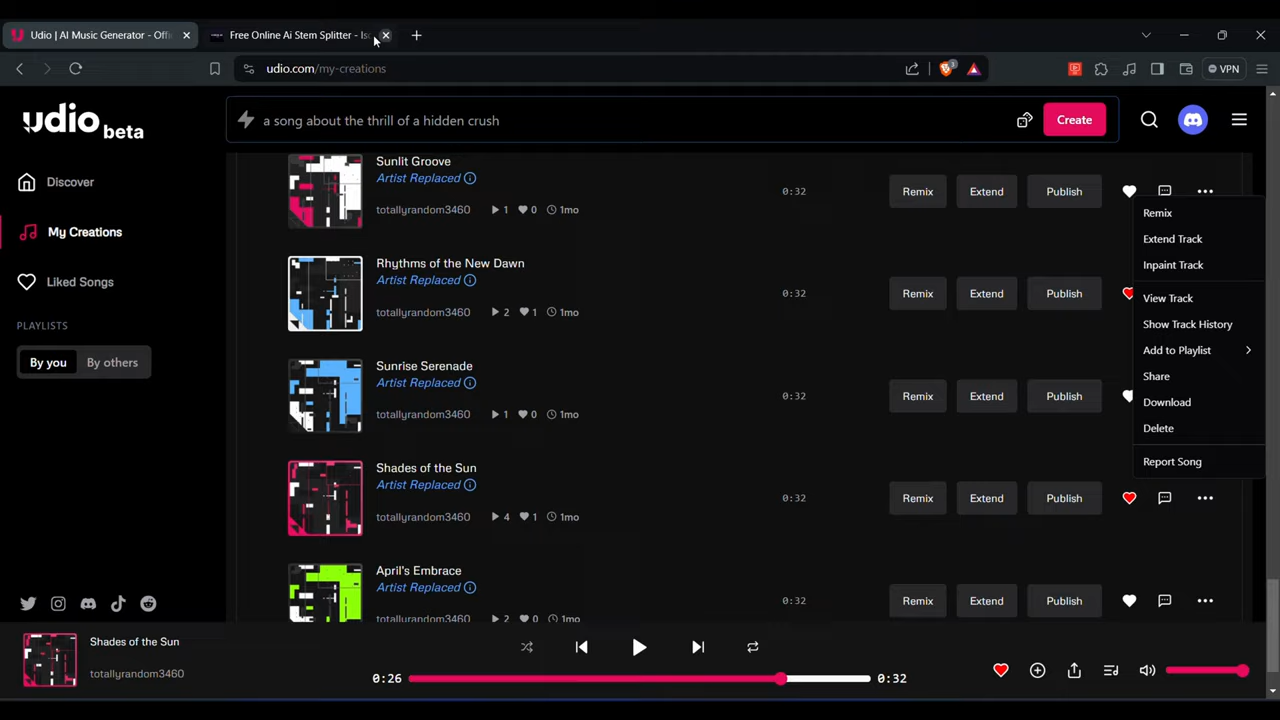 Udio | AI Music Generator - Offi
Free Online Ai Stem Splitter - Iso
udio.com/my-creations
3
VPN
udio beta
a song about the thrill of a hidden crush
Create
Discover
My Creations
Liked Songs
PLAYLISTS
By you
By others
Sunlit Groove
Artist Replaced
totallyrandom3460
1
0
1mo
0:32
Remix
Extend
Publish
Rhythms of the New Dawn
Artist Replaced
totallyrandom3460
2
1
1mo
0:32
Remix
Extend
Publish
Sunrise Serenade
Artist Replaced
totallyrandom3460
1
0
1mo
0:32
Remix
Extend
Publish
Shades of the Sun
Artist Replaced
totallyrandom3460
4
1
1mo
0:32
Remix
Extend
Publish
April's Embrace
Artist Replaced
totallyrandom3460
2
0
1mo
0:32
Remix
Extend
Publish
Remix
Extend Track
Inpaint Track
View Track
Show Track History
Add to Playlist
Share
Download
Delete
Report Song
Shades of the Sun
totallyrandom3460
0:26
0:32